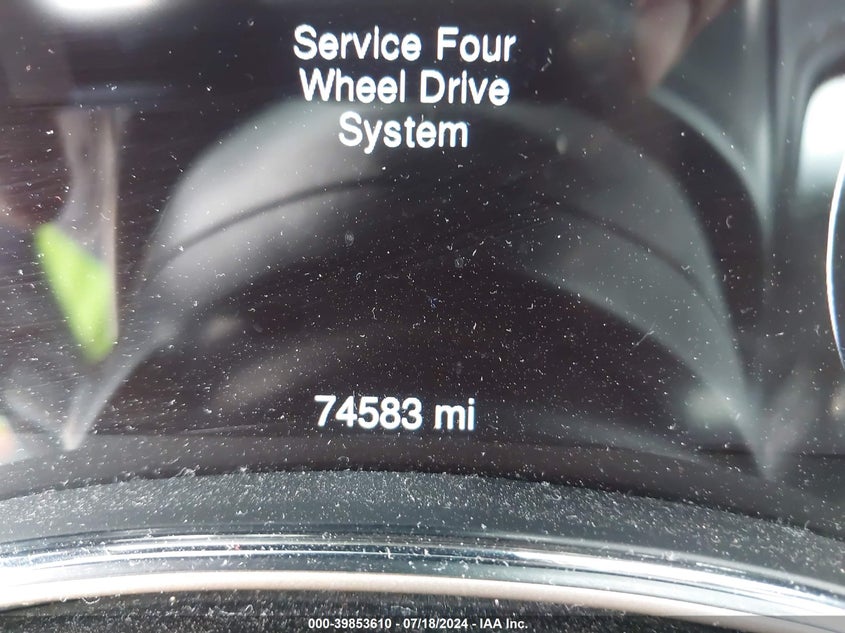 Service Four
Wheel Drive
System
74583 mi
000-39853610 - 07/18/2024 - IAA Inc.